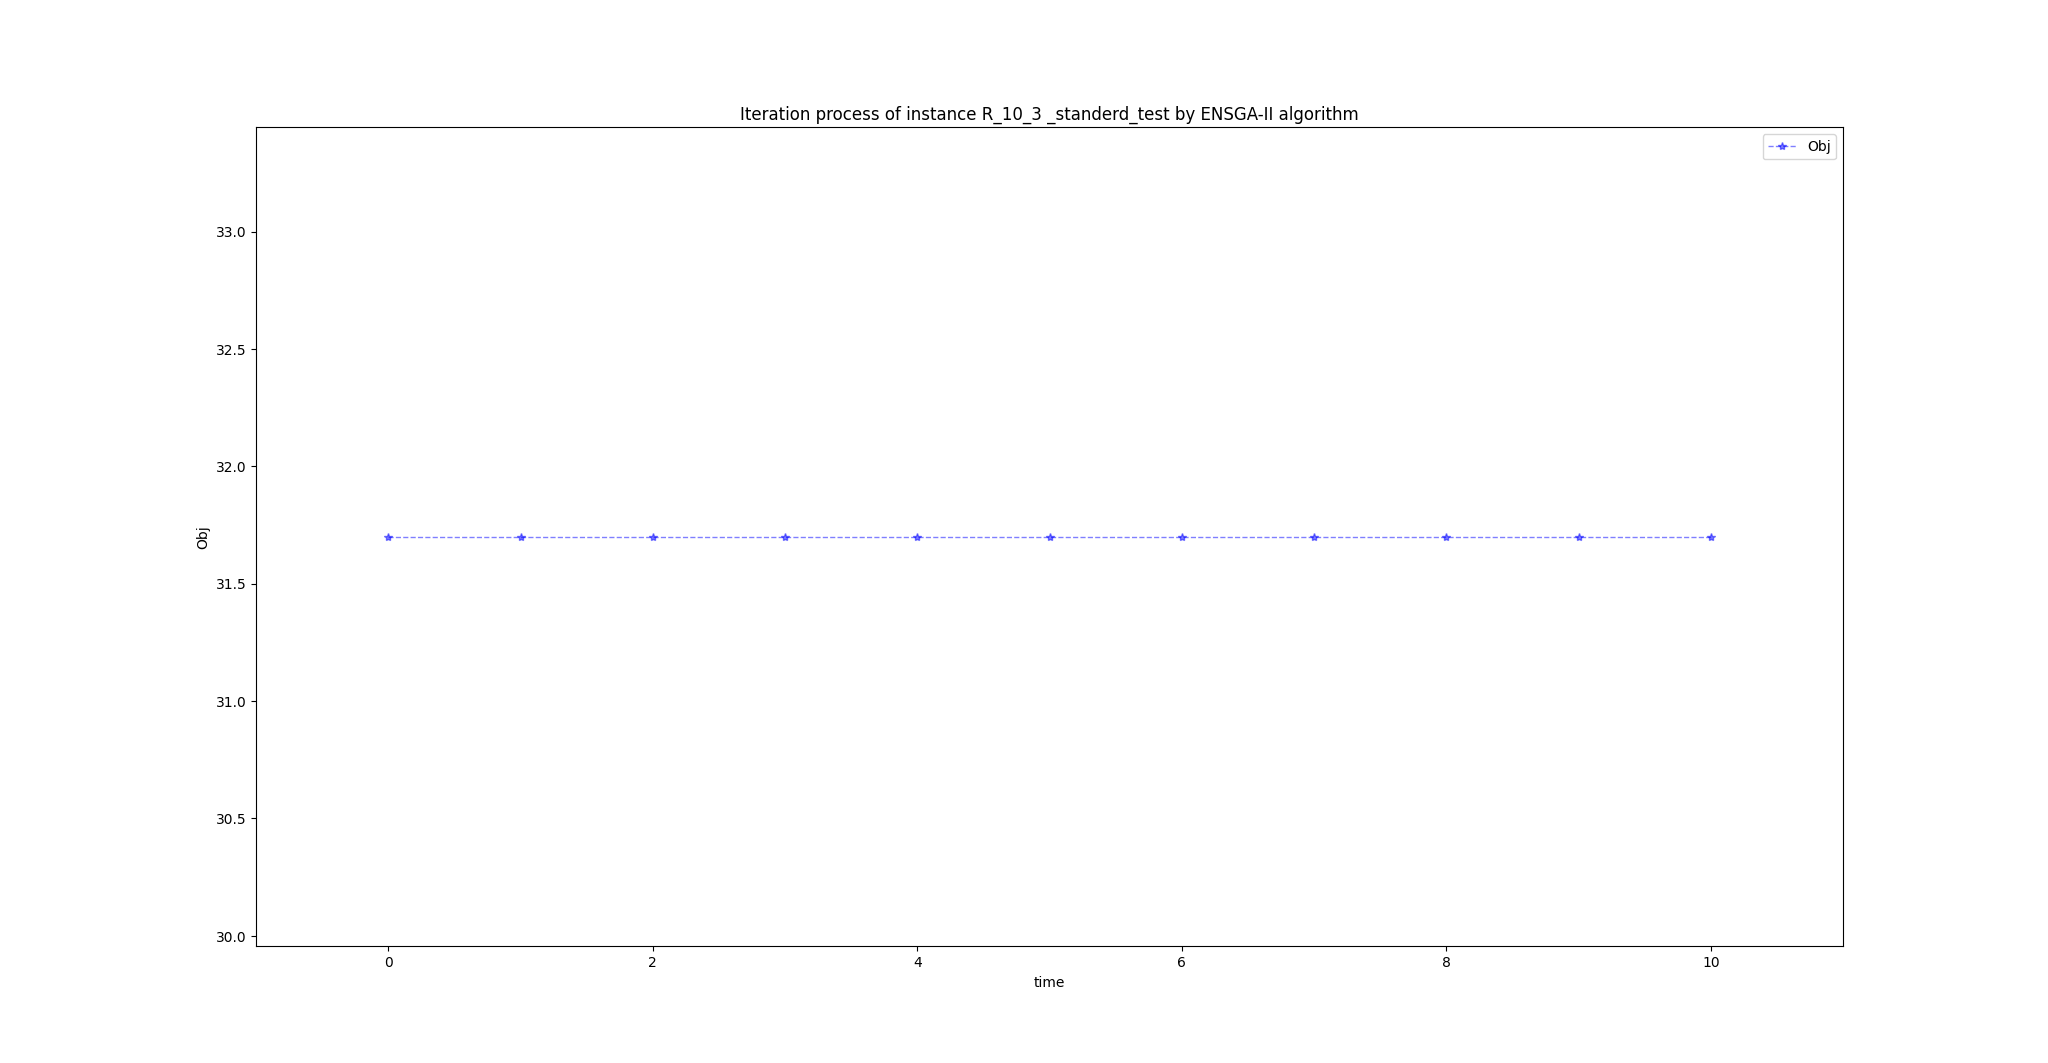 Iteration process of instance R_10_3 _standerd_test by ENSGA-II algorithm
Obj
33.0
32.5
32.0
31.5
31.0
30.5
30.0
Obj
0 2 4 6 8 10
time